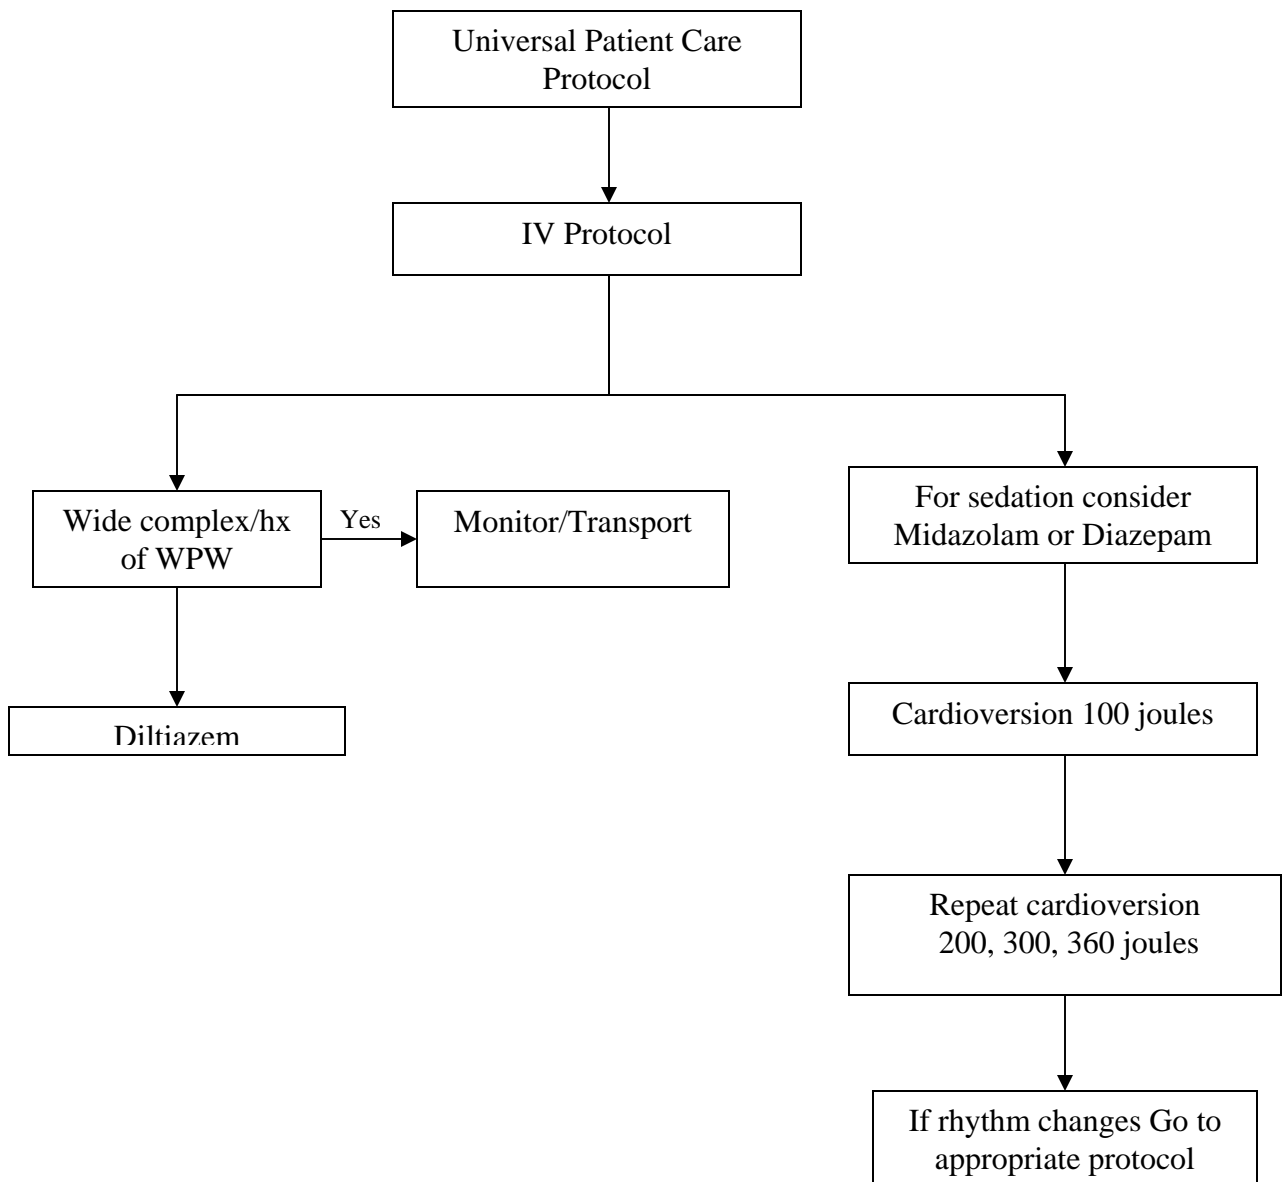 Universal Patient Care
Protocol
IV Protocol
Wide complex/hx
of WPW
Yes
Monitor/Transport
Diltiazem
For sedation consider
Midazolam or Diazepam
Cardioversion 100 joules
Repeat cardioversion
200, 300, 360 joules
If rhythm changes Go to
appropriate protocol